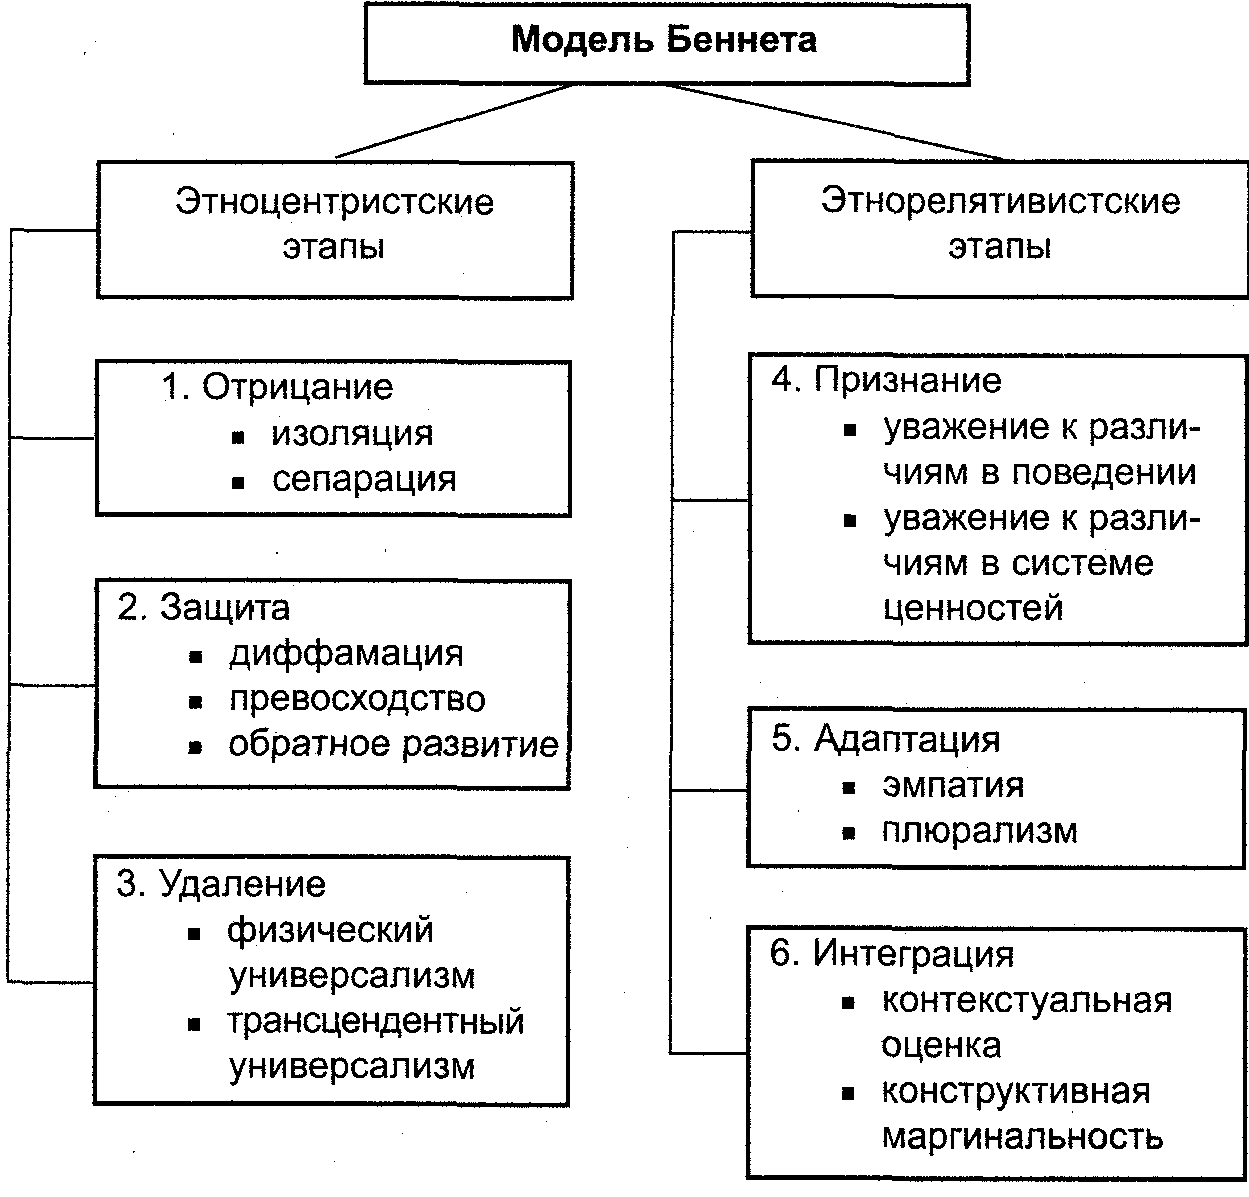 Модель Беннета
Этноцентристские
этапы
1. Отрицание
▪ изоляция
▪ сепарация
2. Защита
▪ диффамация
▪ превосходство
▪ обратное развитие
3. Удаление
▪ физический
универсализм
▪ трансцендентный
универсализм
Этнорелятивистские
этапы
4. Признание
▪ уважение к разли-
чиям в поведении
▪ уважение к разли-
чиям в системе
ценностей
5. Адаптация
▪ эмпатия
▪ плюрализм
6. Интеграция
▪ контекстуальная
оценка
▪ конструктивная
маргинальность